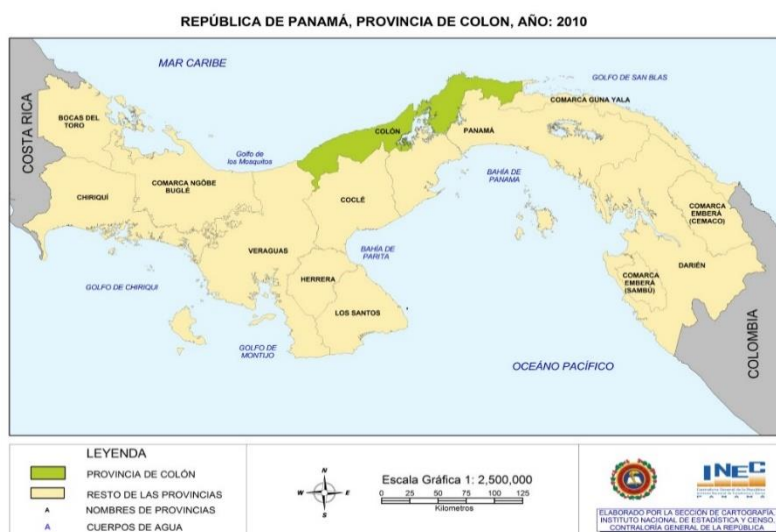 REPÚBLICA DE PANAMÁ, PROVINCIA DE COLON, AÑO: 2010
MAR CARIBE
GOLFO DE SAN BLAS
COSTA RICA
BOCAS DEL
TORO
COMARCA GUNA YALA
COLÓN
PANAMÁ
Golfo de
los Mosquitos
BAHÍA DE
PANAMA
CHIRIQUÍ
COMARCA NGÖBE
BUGLÉ
COCLÉ
COMARCA
EMBERÁ
(CEMACO)
VERAGUAS
BAHÍA DE
PARITA
DARIÉN
HERRERA
COMARCA
EMBERÁ
(SAMBÚ)
GOLFO DE CHIRIQUI
LOS SANTOS
GOLFO DE
MONTIJO
OCEÁNO PACÍFICO
COLOMBIA
LEYENDA
PROVINCIA DE COLÓN
RESTO DE LAS PROVINCIAS
A NOMBRES DE PROVINCIAS
A CUERPOS DE AGUA
N
W E
S
Escala Gráfica 1: 2,500,000
0 25 50 75 100 125
Kilometros
INEC
PANAMÁ
ELABORADO POR LA SECCIÓN DE CARTOGRAFÍA,
INSTITUTO NACIONAL DE ESTADÍSTICA Y CENSO,
CONTRALORÍA GENERAL DE LA REPÚBLICA